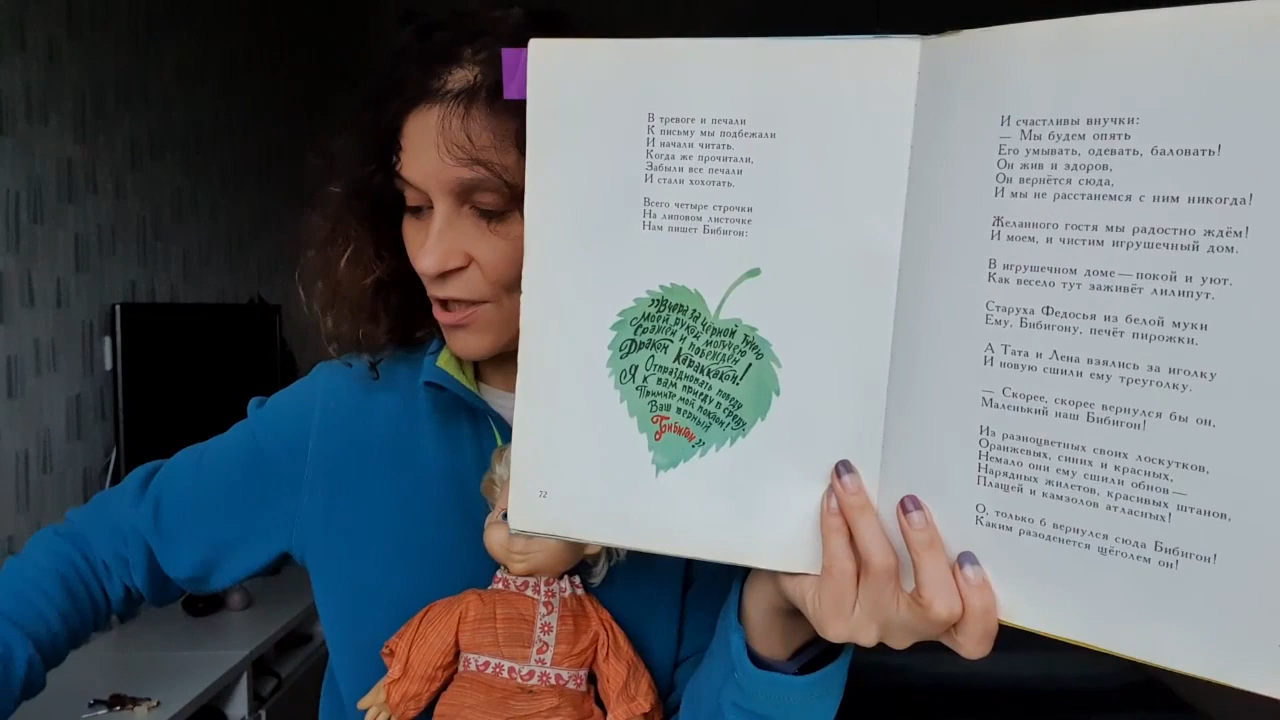 В тревоге и печали
К письму мы подбежали
И начали читать.
Когда же прочитали,
Забыли все печали
И стали хохотать.
Всего четыре строчки
На липовом листочке
Нам пишет Бибигон:
„Вчера за чёрной тучею
Моей рукой могучею
Сражён и побеждён
Дракон Караккакон!
Отпраздновать победу
Я к вам приеду в среду.
Примите мой поклон!
Ваш верный
Бибигон"
72
И счастливы внучки:
— Мы будем опять
Его умывать, одевать, баловать!
Он жив и здоров,
Он вернётся сюда,
И мы не расстанемся с ним никогда!
Желанного гостя мы радостно ждём!
И моем, и чистим игрушечный дом.
В игрушечном доме — покой и уют.
Как весело тут заживёт лилипут.
Старуха Федосья из белой муки
Ему, Бибигону, печёт пирожки.
А Тата и Лена взялись за иголку
И новую сшили ему треуголку.
— Скорее, скорее вернулся бы он,
Маленький наш Бибигон!
Из разноцветных своих лоскутков,
Оранжевых, синих и красных,
Немало они ему сшили обнов —
Нарядных жилетов, красивых штанов,
Плащей и камзолов атласных!
О, только б вернулся сюда Бибигон!
Каким разоденется щёголем он!